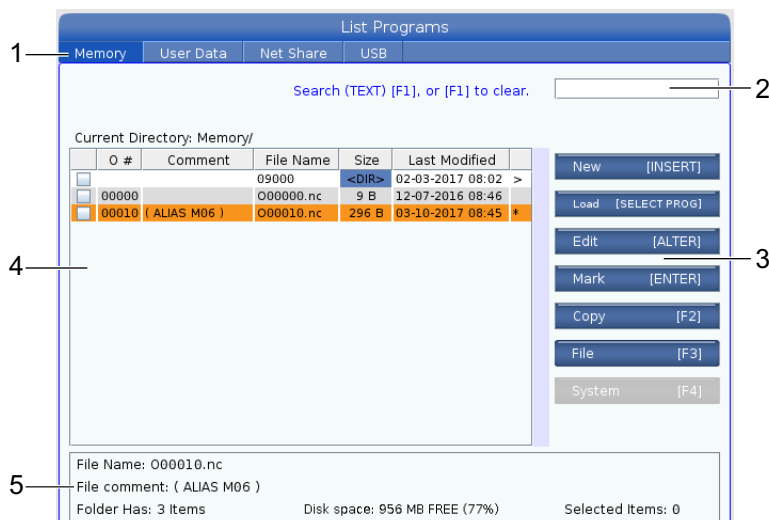 List Programs
1 Memory User Data Net Share USB
Search (TEXT) [F1], or [F1] to clear. 2
Current Directory: Memory/
O # Comment File Name Size Last Modified
09000 <DIR> 02-03-2017 08:02 >
00000 O00000.nc 9 B 12-07-2016 08:46
00010 ( ALIAS M06 ) O00010.nc 296 B 03-10-2017 08:45 *
New [INSERT]
Load [SELECT PROG]
Edit [ALTER]
3
4
Mark [ENTER]
Copy [F2]
File [F3]
System [F4]
File Name: O00010.nc
5 File comment: ( ALIAS M06 )
Folder Has: 3 Items Disk space: 956 MB FREE (77%) Selected Items: 0